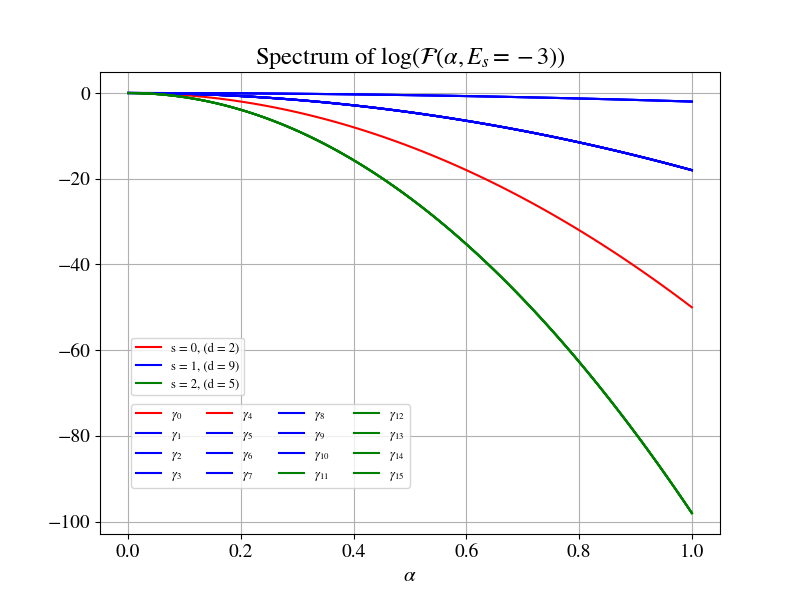 Spectrum of log(𝓕(α, E_s = −3))
0
−20
−40
−60
−80
−100
s = 0, (d = 2)
s = 1, (d = 9)
s = 2, (d = 5)
γ₀ γ₄ γ₈ γ₁₂
γ₁ γ₅ γ₉ γ₁₃
γ₂ γ₆ γ₁₀ γ₁₄
γ₃ γ₇ γ₁₁ γ₁₅
0.0 0.2 0.4 0.6 0.8 1.0
α